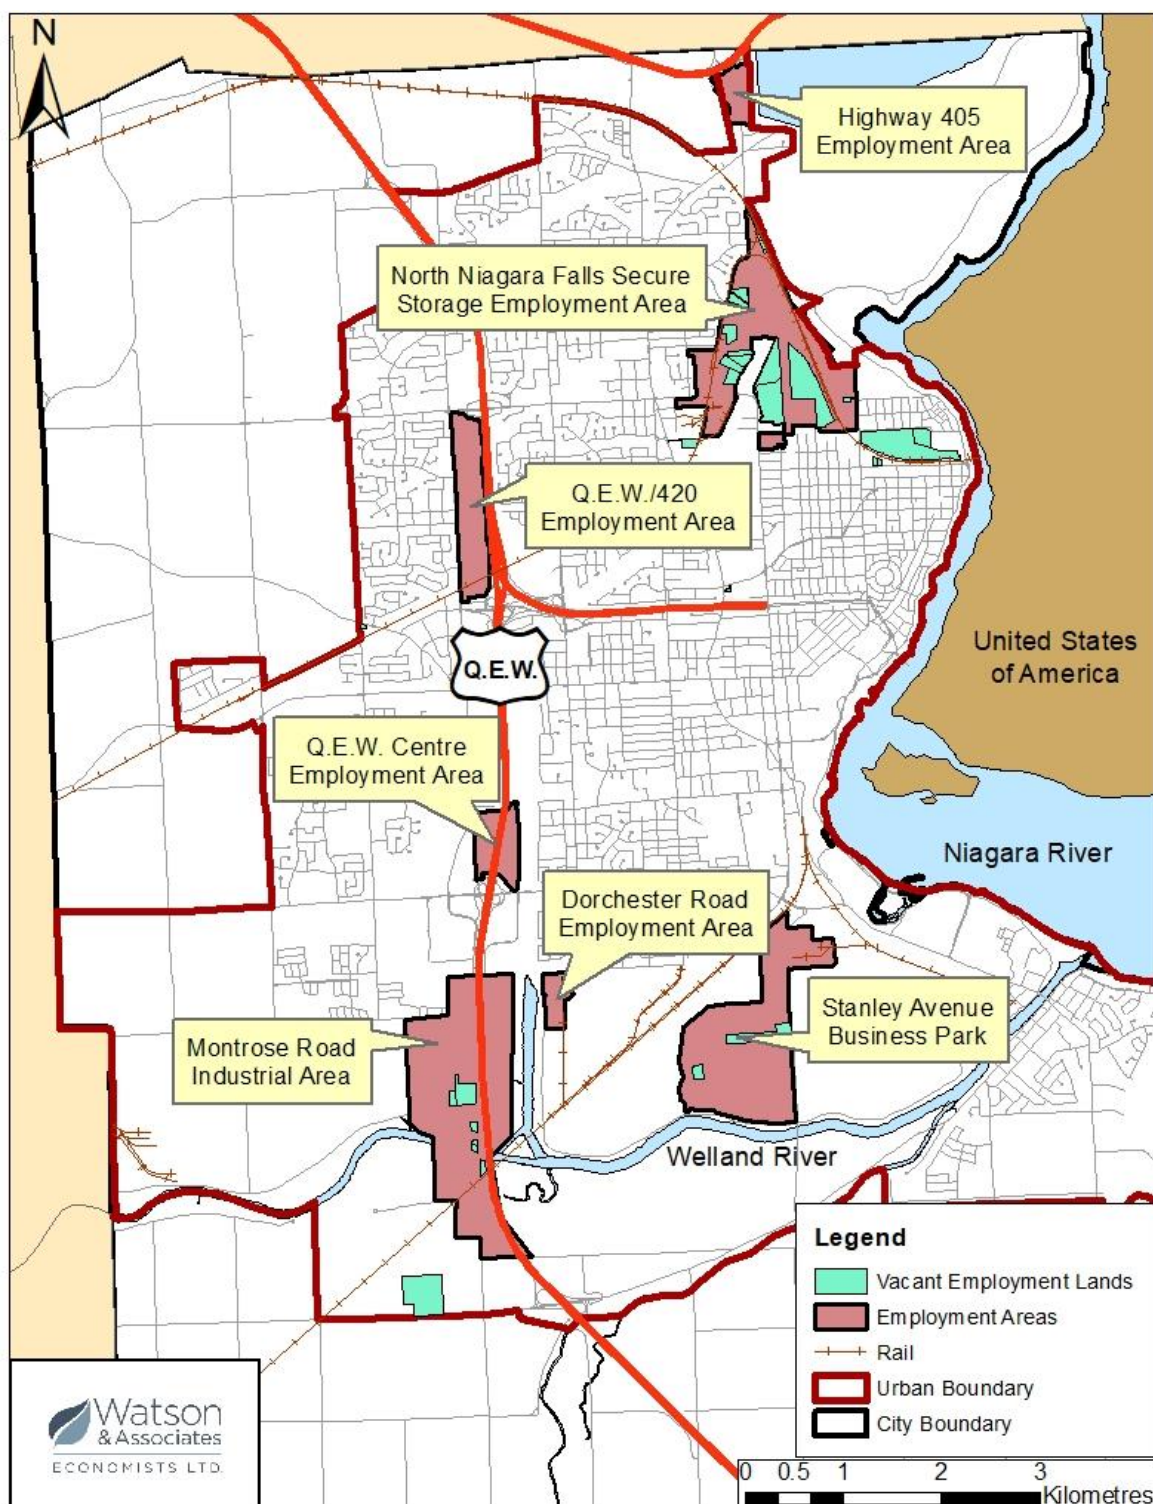 N
Highway 405
Employment Area
North Niagara Falls Secure
Storage Employment Area
Q.E.W./420
Employment Area
United States
of America
Q.E.W.
Q.E.W. Centre
Employment Area
Niagara River
Dorchester Road
Employment Area
Stanley Avenue
Business Park
Montrose Road
Industrial Area
Welland River
Legend
Vacant Employment Lands
Employment Areas
Rail
Urban Boundary
City Boundary
Watson
& Associates
ECONOMISTS LTD.
0 0.5 1 2 3
Kilometres